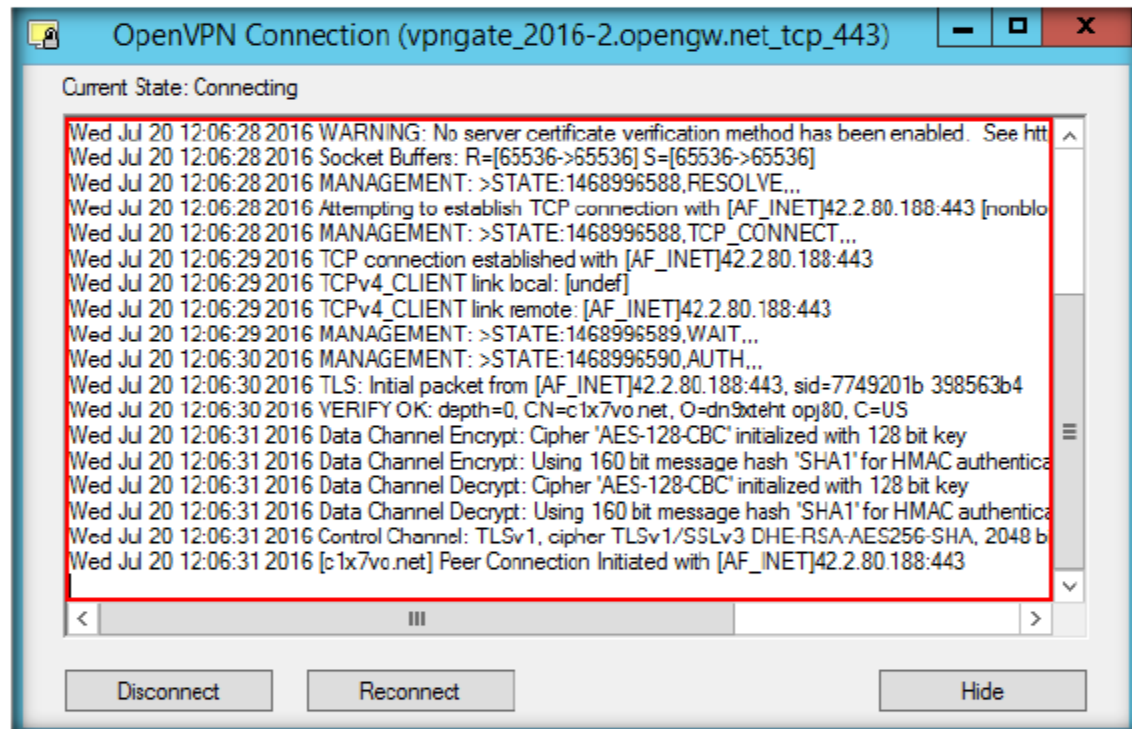 OpenVPN Connection (vpngate_2016-2.opengw.net_tcp_443)
Current State: Connecting
Wed Jul 20 12:06:28 2016 WARNING: No server certificate verification method has been enabled. See htt
Wed Jul 20 12:06:28 2016 Socket Buffers: R=[65536->65536] S=[65536->65536]
Wed Jul 20 12:06:28 2016 MANAGEMENT: >STATE:1468996588,RESOLVE,,,
Wed Jul 20 12:06:28 2016 Attempting to establish TCP connection with [AF_INET]42.2.80.188:443 [nonblo
Wed Jul 20 12:06:28 2016 MANAGEMENT: >STATE:1468996588,TCP_CONNECT,,,
Wed Jul 20 12:06:29 2016 TCP connection established with [AF_INET]42.2.80.188:443
Wed Jul 20 12:06:29 2016 TCPv4_CLIENT link local: [undef]
Wed Jul 20 12:06:29 2016 TCPv4_CLIENT link remote: [AF_INET]42.2.80.188:443
Wed Jul 20 12:06:29 2016 MANAGEMENT: >STATE:1468996589,WAIT,,,
Wed Jul 20 12:06:30 2016 MANAGEMENT: >STATE:1468996590,AUTH,,,
Wed Jul 20 12:06:30 2016 TLS: Initial packet from [AF_INET]42.2.80.188:443, sid=7749201b 398563b4
Wed Jul 20 12:06:30 2016 VERIFY OK: depth=0, CN=c1x7vo.net, O=dn9xteht opj80, C=US
Wed Jul 20 12:06:31 2016 Data Channel Encrypt: Cipher 'AES-128-CBC' initialized with 128 bit key
Wed Jul 20 12:06:31 2016 Data Channel Encrypt: Using 160 bit message hash 'SHA1' for HMAC authentica
Wed Jul 20 12:06:31 2016 Data Channel Decrypt: Cipher 'AES-128-CBC' initialized with 128 bit key
Wed Jul 20 12:06:31 2016 Data Channel Decrypt: Using 160 bit message hash 'SHA1' for HMAC authentica
Wed Jul 20 12:06:31 2016 Control Channel: TLSv1, cipher TLSv1/SSLv3 DHE-RSA-AES256-SHA, 2048 b
Wed Jul 20 12:06:31 2016 [c1x7vo.net] Peer Connection Initiated with [AF_INET]42.2.80.188:443
Disconnect
Reconnect
Hide